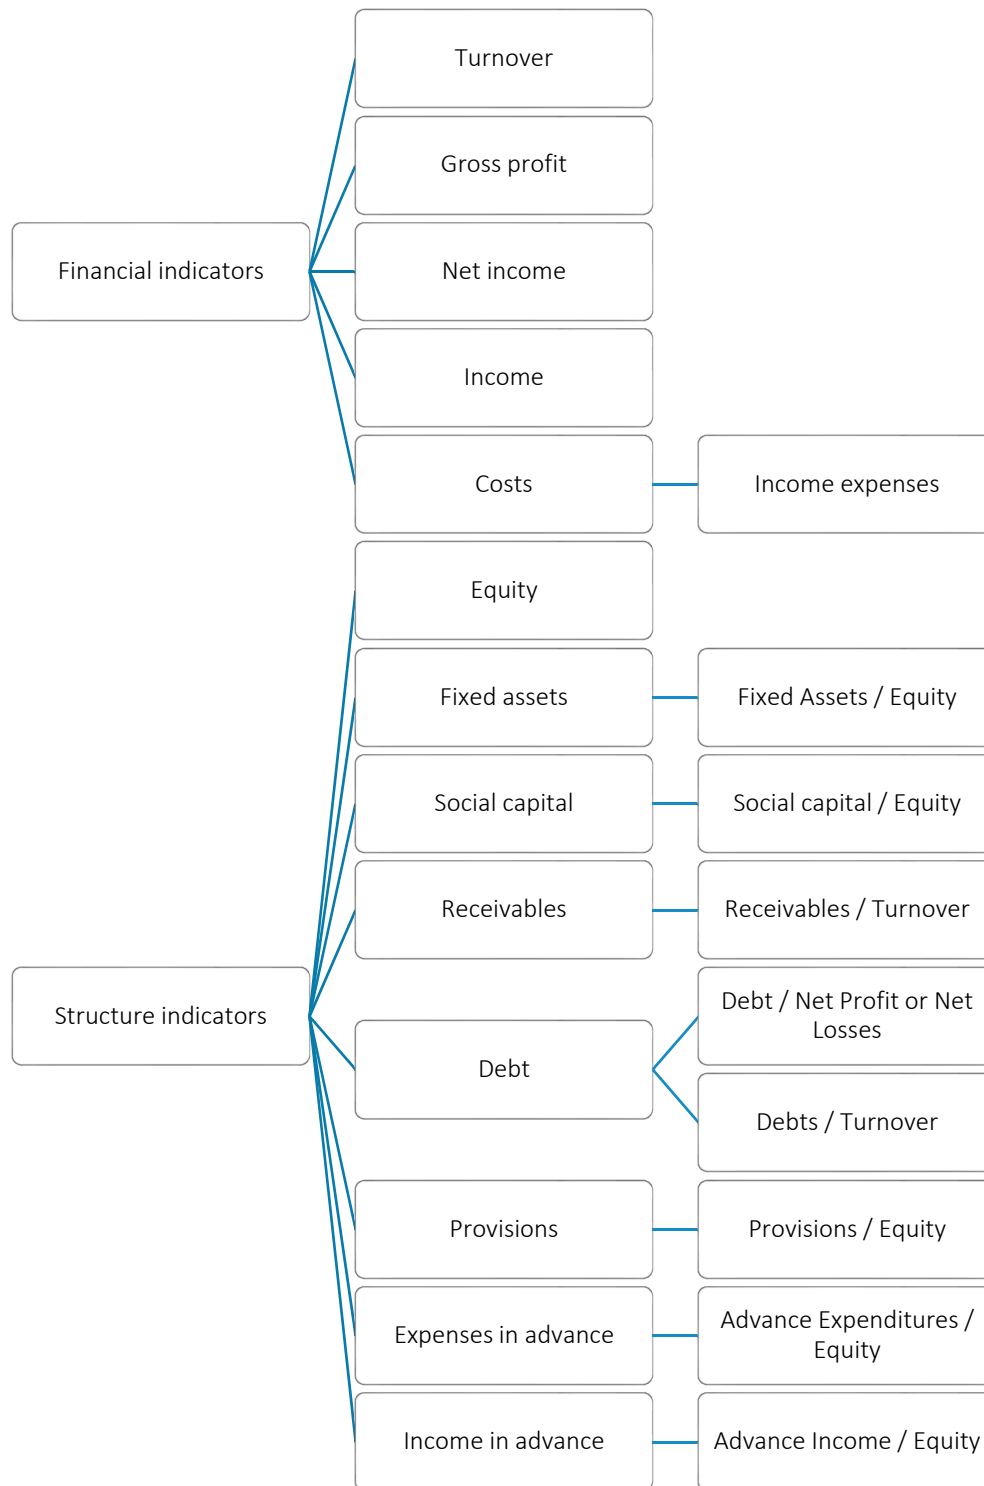 Turnover
Gross profit
Financial indicators
Net income
Income
Costs
Income expenses
Equity
Fixed assets
Fixed Assets / Equity
Social capital
Social capital / Equity
Receivables
Receivables / Turnover
Structure indicators
Debt
Debt / Net Profit or Net
Losses
Debts / Turnover
Provisions
Provisions / Equity
Expenses in advance
Advance Expenditures /
Equity
Income in advance
Advance Income / Equity